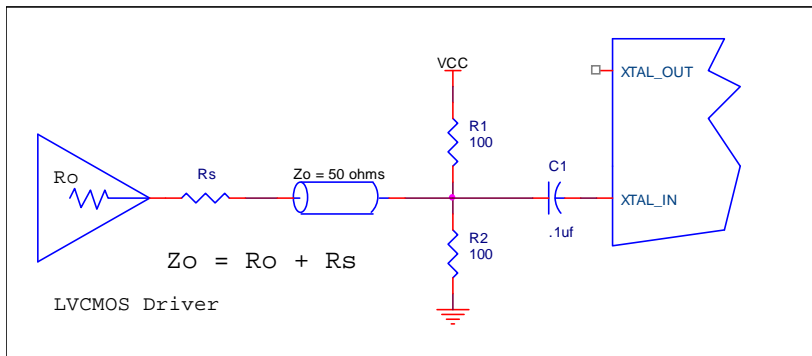 VCC
XTAL_OUT
R1
100
Ro
Rs
Zo = 50 ohms
C1
XTAL_IN
.1uf
R2
100
Zo = Ro + Rs
LVCMOS Driver